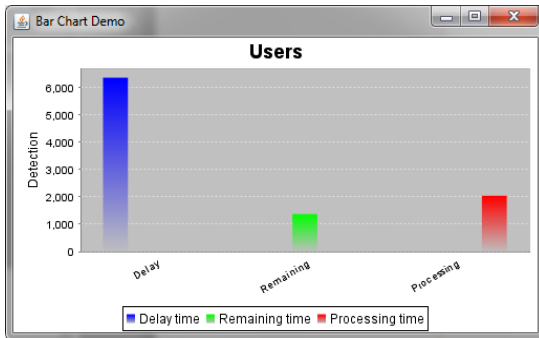 Bar Chart Demo
Users
Detection
6,000
5,000
4,000
3,000
2,000
1,000
0
Delay
Remaining
Processing
Delay time Remaining time Processing time